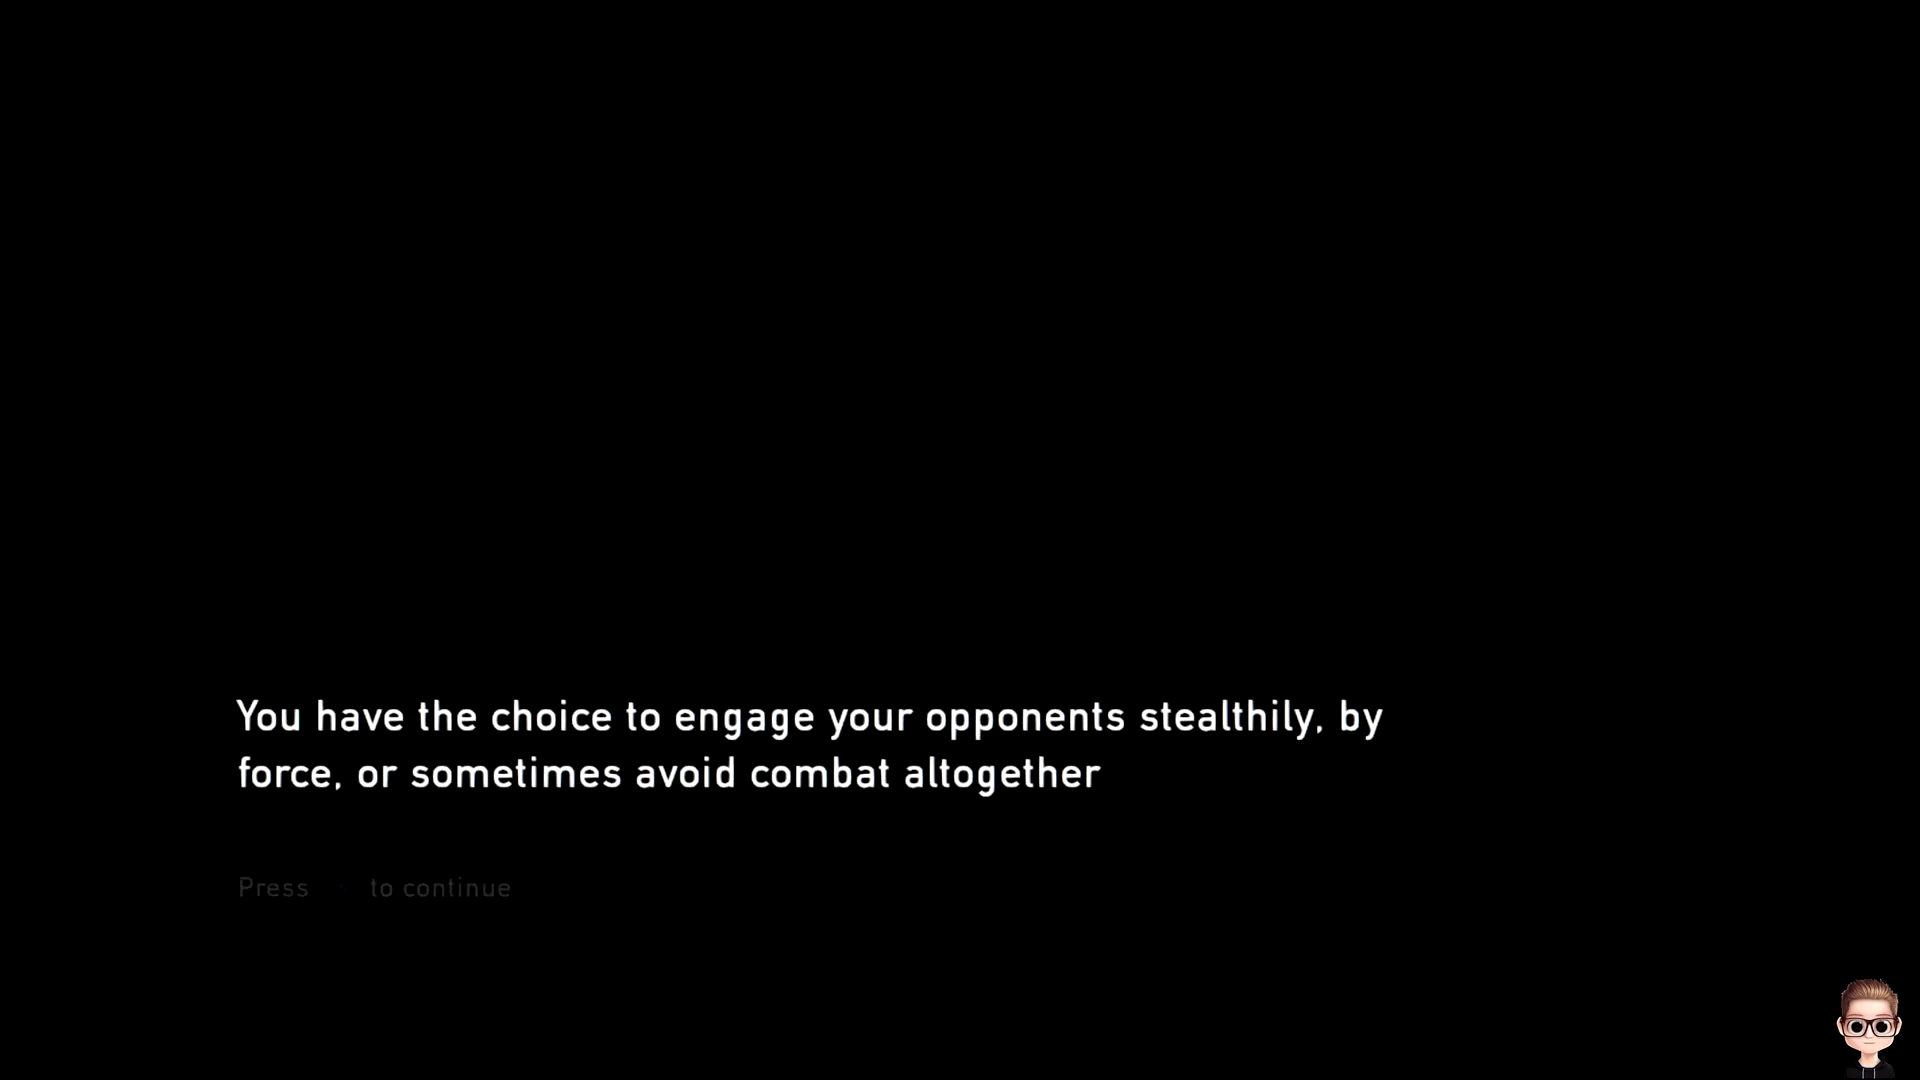 You have the choice to engage your opponents stealthily, by
force, or sometimes avoid combat altogether
Press to continue